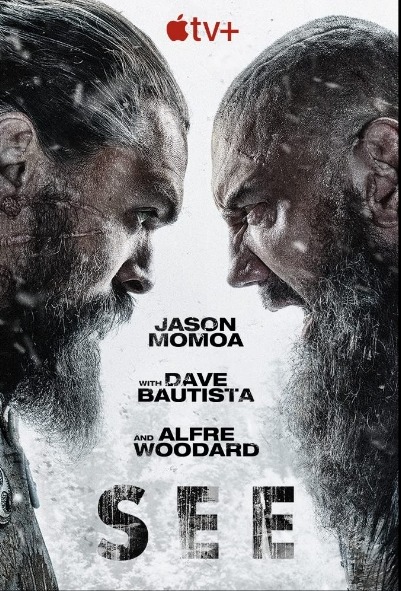 tv+
JASON
MOMOA
WITH DAVE
BAUTISTA
AND ALFRE
WOODARD
SEE